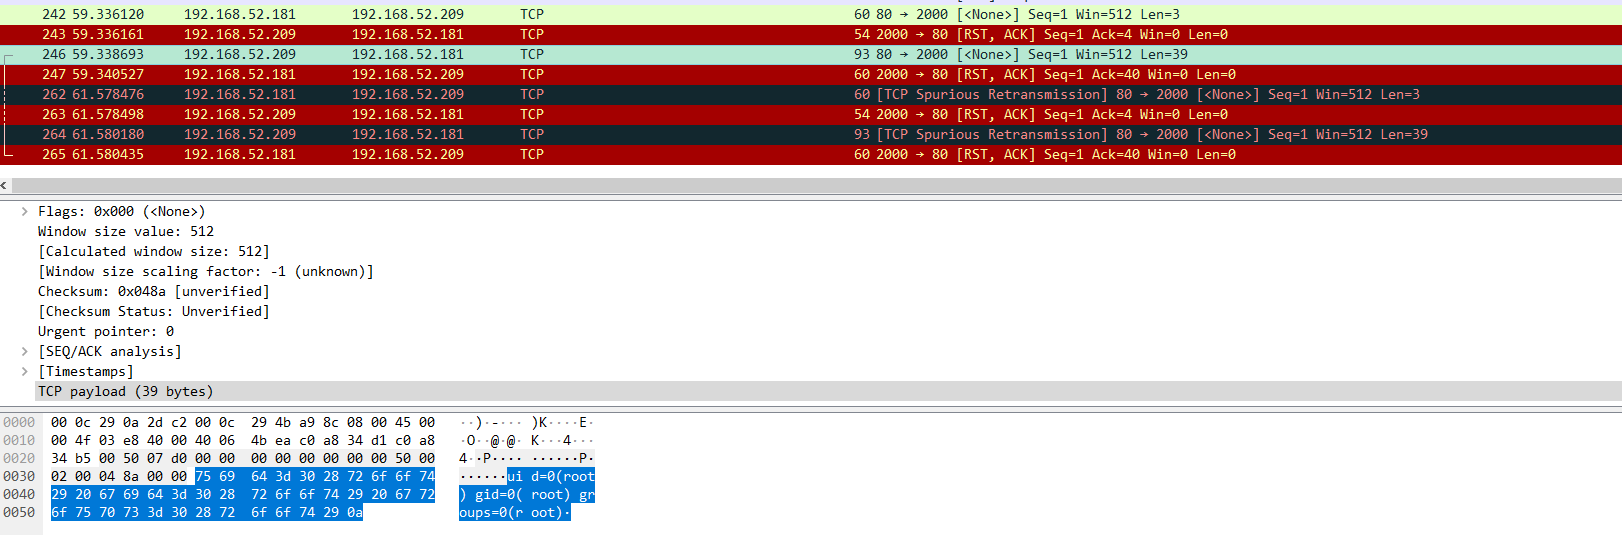 242 59.336120 192.168.52.181 192.168.52.209 TCP 60 80 → 2000 [<None>] Seq=1 Win=512 Len=3
243 59.336161 192.168.52.209 192.168.52.181 TCP 54 2000 → 80 [RST, ACK] Seq=1 Ack=4 Win=0 Len=0
246 59.338693 192.168.52.209 192.168.52.181 TCP 93 80 → 2000 [<None>] Seq=1 Win=512 Len=39
247 59.340527 192.168.52.181 192.168.52.209 TCP 60 2000 → 80 [RST, ACK] Seq=1 Ack=40 Win=0 Len=0
262 61.578476 192.168.52.181 192.168.52.209 TCP 60 [TCP Spurious Retransmission] 80 → 2000 [<None>] Seq=1 Win=512 Len=3
263 61.578498 192.168.52.209 192.168.52.181 TCP 54 2000 → 80 [RST, ACK] Seq=1 Ack=4 Win=0 Len=0
264 61.580180 192.168.52.209 192.168.52.181 TCP 93 [TCP Spurious Retransmission] 80 → 2000 [<None>] Seq=1 Win=512 Len=39
265 61.580435 192.168.52.181 192.168.52.209 TCP 60 2000 → 80 [RST, ACK] Seq=1 Ack=40 Win=0 Len=0
Flags: 0x000 (<None>)
Window size value: 512
[Calculated window size: 512]
[Window size scaling factor: -1 (unknown)]
Checksum: 0x048a [unverified]
[Checksum Status: Unverified]
Urgent pointer: 0
[SEQ/ACK analysis]
[Timestamps]
TCP payload (39 bytes)
0000 00 0c 29 0a 2d c2 00 0c 29 4b a9 8c 08 00 45 00 ··)·-··· )K····E·
0010 00 4f 03 e8 40 00 40 06 4b ea c0 a8 34 d1 c0 a8 ·O··@·@· K···4···
0020 34 b5 00 50 07 d0 00 00 00 00 00 00 00 00 50 00 4··P···· ······P·
0030 02 00 04 8a 00 00 75 69 64 3d 30 28 72 6f 6f 74 ······ui d=0(root
0040 29 20 67 69 64 3d 30 28 72 6f 6f 74 29 20 67 72 ) gid=0( root) gr
0050 6f 75 70 73 3d 30 28 72 6f 6f 74 29 0a oups=0(r oot)·